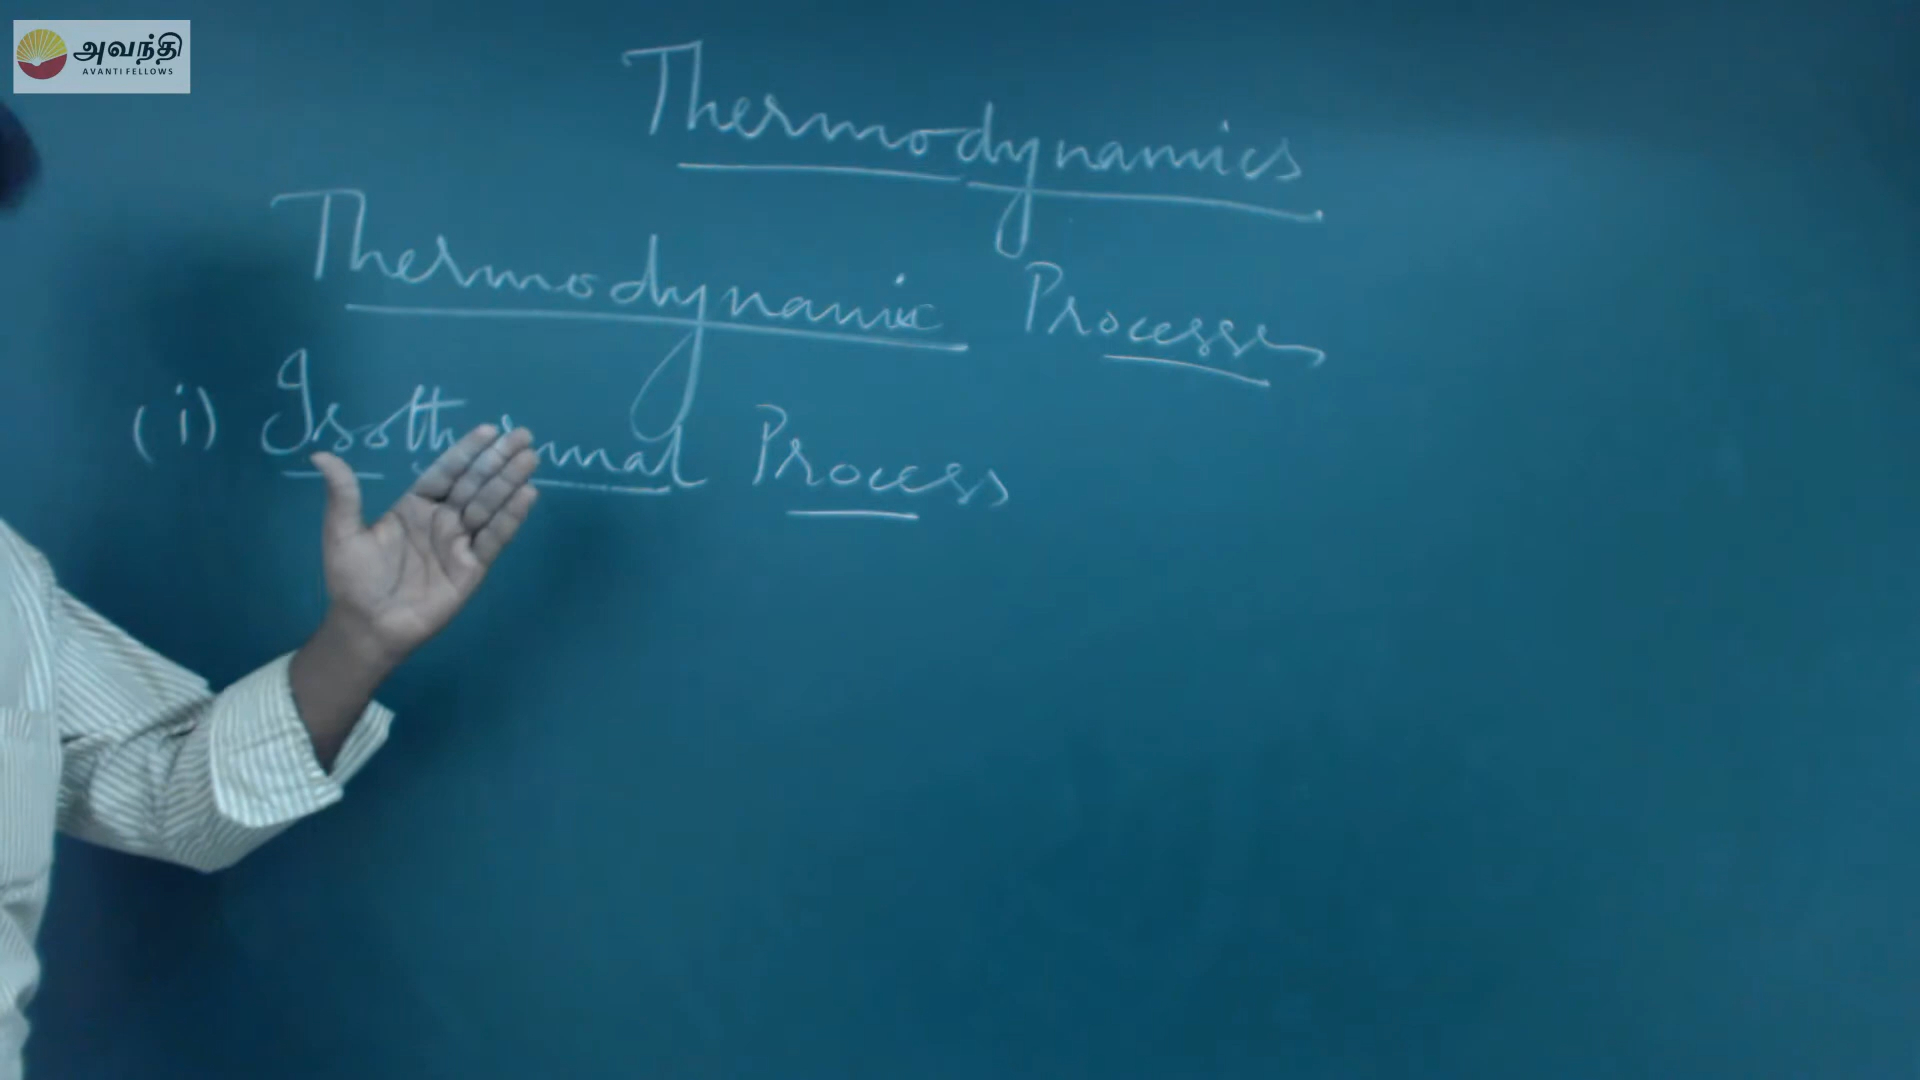 அவந்தி
AVANTI FELLOWS
Thermodynamics
Thermodynamic Processes
(i) Isothermal Process